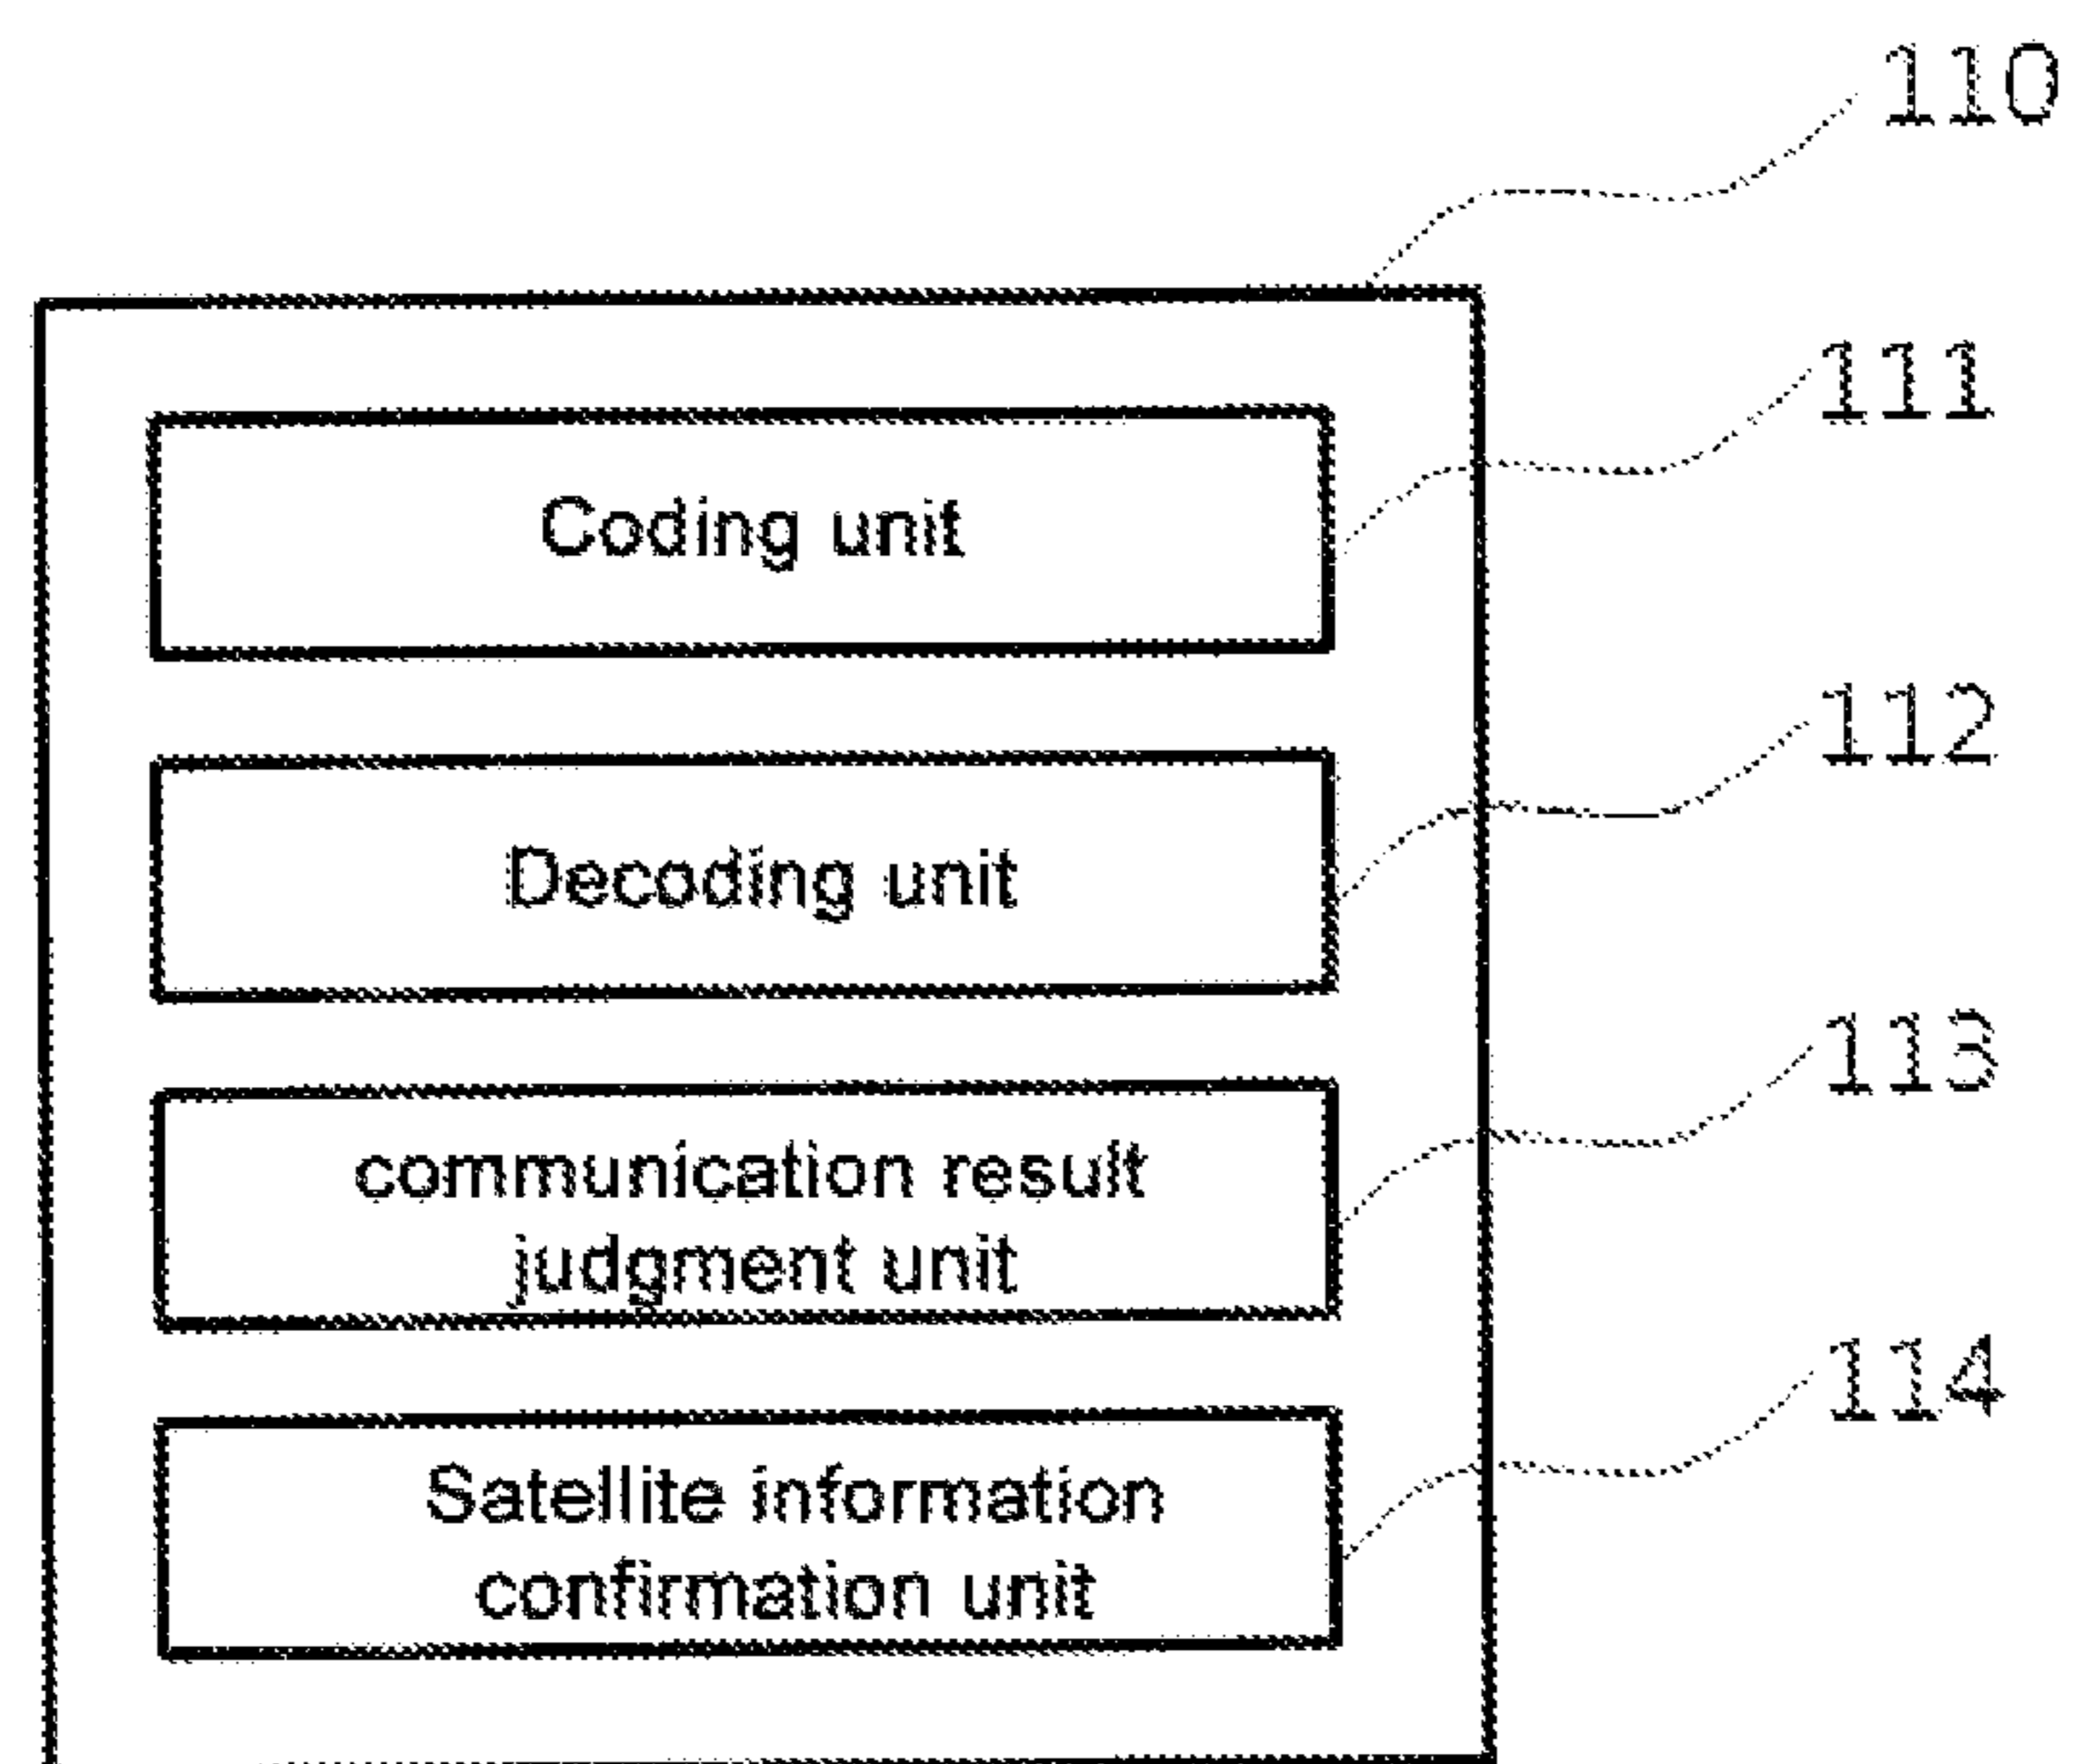 110
111
Coding unit
112
Decoding unit
113
communication result
judgment unit
114
Satellite information
confirmation unit